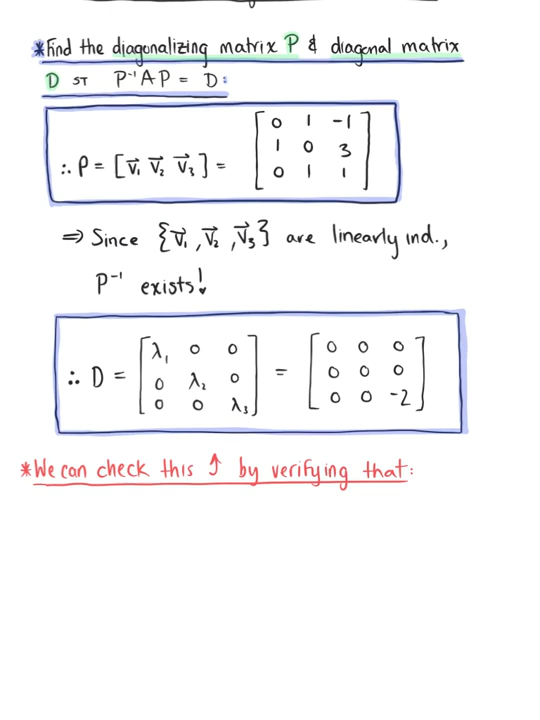 *Find the diagonalizing matrix P & diagonal matrix
D ST P⁻¹AP = D:
∴ P = [v⃗₁ v⃗₂ v⃗₃] = [0 1 -1
1 0 3
0 1 1]
⇒ Since {v⃗₁, v⃗₂, v⃗₃} are linearly ind.,
P⁻¹ exists!
∴ D = [λ₁ 0 0
0 λ₂ 0
0 0 λ₃] = [0 0 0
0 0 0
0 0 -2]
*We can check this ↑ by verifying that: